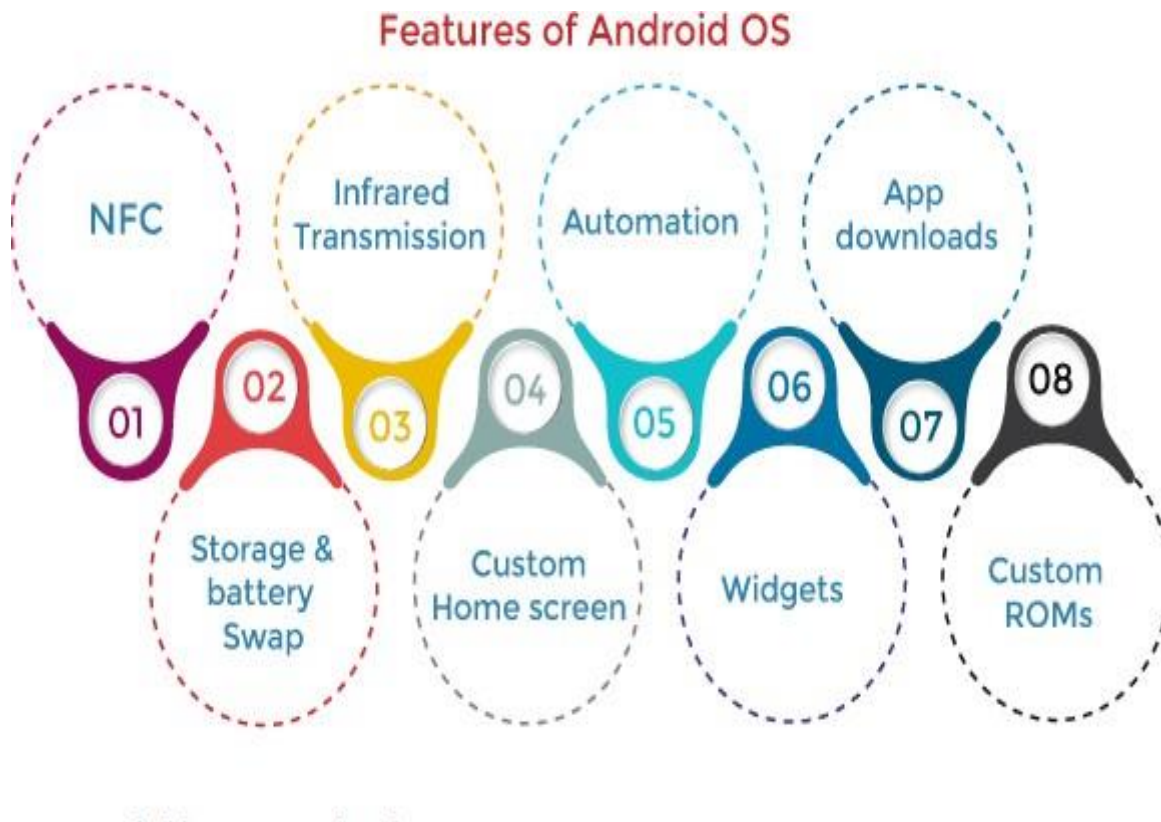 Features of Android OS
NFC
01
02
Storage &
battery
Swap
Infrared
Transmission
03
04
Custom
Home screen
Automation
05
06
Widgets
App
downloads
07
08
Custom
ROMs